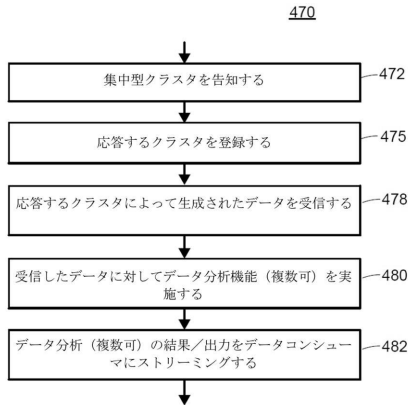 470
集中型クラスタを告知する
472
応答するクラスタを登録する
475
応答するクラスタによって生成されたデータを受信する
478
受信したデータに対してデータ分析機能（複数可）を実
施する
480
データ分析（複数可）の結果／出力をデータコンシュー
マにストリーミングする
482